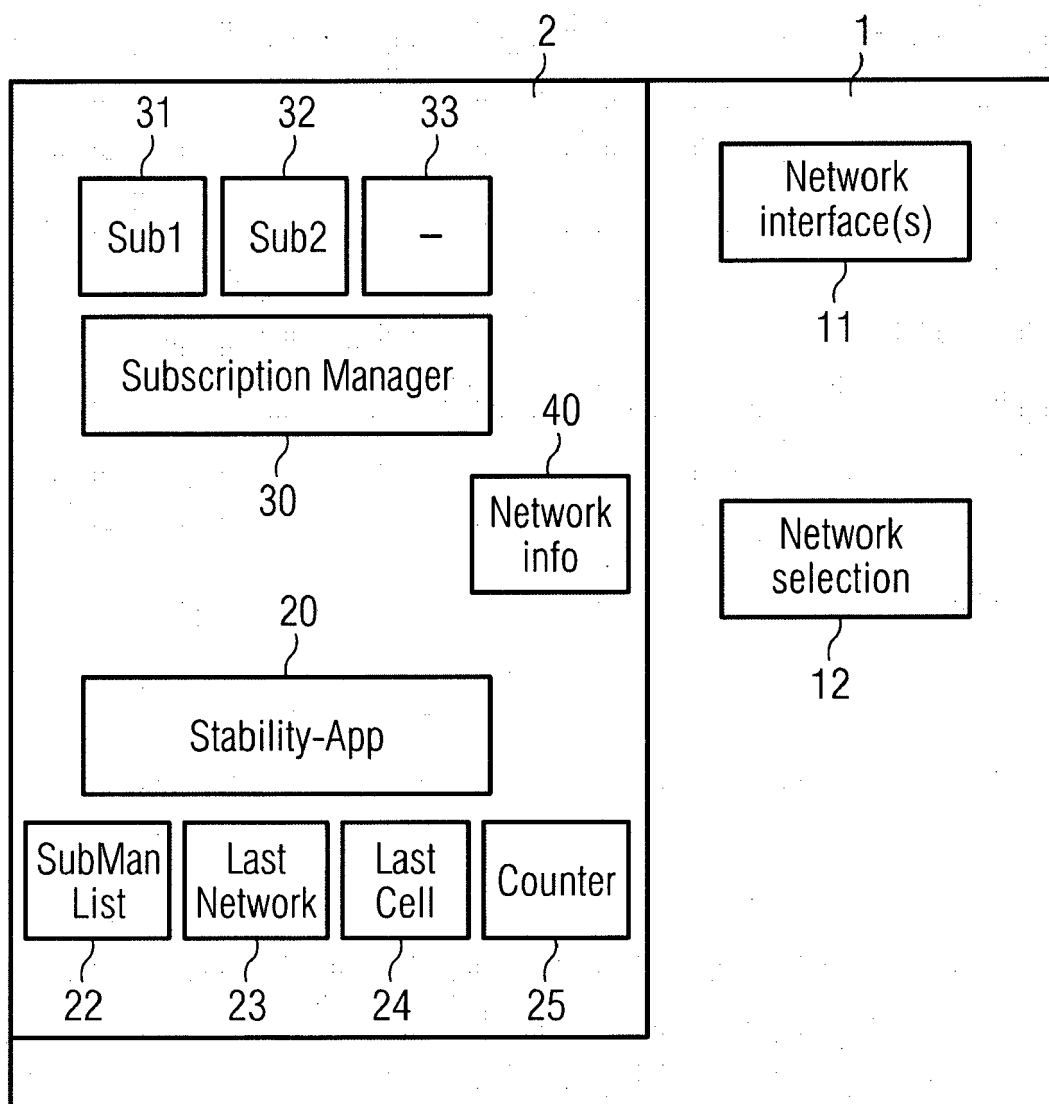 2
1
31
32
33
Sub1
Sub2
–
Network
interface(s)
11
Subscription Manager
30
40
Network
info
Network
selection
12
20
Stability-App
SubMan
List
Last
Network
Last
Cell
Counter
22
23
24
25